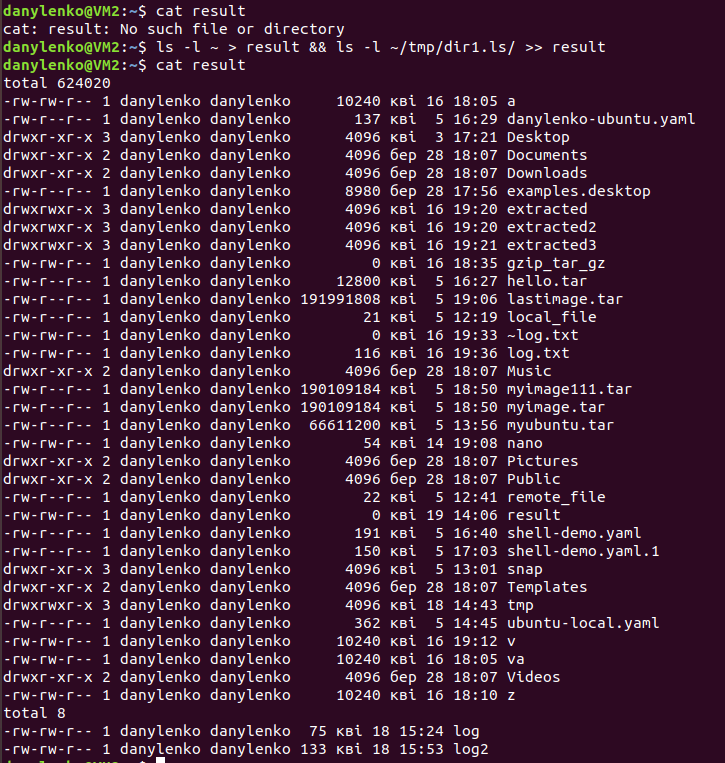 danylenko@VM2:~$ cat result
cat: result: No such file or directory
danylenko@VM2:~$ ls -l ~ > result && ls -l ~/tmp/dir1.ls/ >> result
danylenko@VM2:~$ cat result
total 624020
-rw-rw-r-- 1 danylenko danylenko     10240 кві 16 18:05 a
-rw-r--r-- 1 danylenko danylenko       137 кві  5 16:29 danylenko-ubuntu.yaml
drwxr-xr-x 3 danylenko danylenko      4096 кві  3 17:21 Desktop
drwxr-xr-x 2 danylenko danylenko      4096 бер 28 18:07 Documents
drwxr-xr-x 2 danylenko danylenko      4096 бер 28 18:07 Downloads
-rw-r--r-- 1 danylenko danylenko      8980 бер 28 17:56 examples.desktop
drwxrwxr-x 3 danylenko danylenko      4096 кві 16 19:20 extracted
drwxrwxr-x 3 danylenko danylenko      4096 кві 16 19:20 extracted2
drwxrwxr-x 3 danylenko danylenko      4096 кві 16 19:21 extracted3
-rw-rw-r-- 1 danylenko danylenko         0 кві 16 18:35 gzip_tar_gz
-rw-r--r-- 1 danylenko danylenko     12800 кві  5 16:27 hello.tar
-rw-r--r-- 1 danylenko danylenko 191991808 кві  5 19:06 lastimage.tar
-rw-r--r-- 1 danylenko danylenko        21 кві  5 12:19 local_file
-rw-rw-r-- 1 danylenko danylenko         0 кві 16 19:33 ~log.txt
-rw-rw-r-- 1 danylenko danylenko       116 кві 16 19:36 log.txt
drwxr-xr-x 2 danylenko danylenko      4096 бер 28 18:07 Music
-rw-r--r-- 1 danylenko danylenko 190109184 кві  5 18:50 myimage111.tar
-rw-r--r-- 1 danylenko danylenko 190109184 кві  5 18:50 myimage.tar
-rw-r--r-- 1 danylenko danylenko  66611200 кві  5 13:56 myubuntu.tar
-rw-rw-r-- 1 danylenko danylenko        54 кві 14 19:08 nano
drwxr-xr-x 2 danylenko danylenko      4096 бер 28 18:07 Pictures
drwxr-xr-x 2 danylenko danylenko      4096 бер 28 18:07 Public
-rw-r--r-- 1 danylenko danylenko        22 кві  5 12:41 remote_file
-rw-rw-r-- 1 danylenko danylenko         0 кві 19 14:06 result
-rw-r--r-- 1 danylenko danylenko       191 кві  5 16:40 shell-demo.yaml
-rw-r--r-- 1 danylenko danylenko       150 кві  5 17:03 shell-demo.yaml.1
drwxr-xr-x 3 danylenko danylenko      4096 кві  5 13:01 snap
drwxr-xr-x 2 danylenko danylenko      4096 бер 28 18:07 Templates
drwxrwxr-x 3 danylenko danylenko      4096 кві 18 14:43 tmp
-rw-r--r-- 1 danylenko danylenko       362 кві  5 14:45 ubuntu-local.yaml
-rw-rw-r-- 1 danylenko danylenko     10240 кві 16 19:12 v
-rw-rw-r-- 1 danylenko danylenko     10240 кві 16 18:05 va
drwxr-xr-x 2 danylenko danylenko      4096 бер 28 18:07 Videos
-rw-rw-r-- 1 danylenko danylenko     10240 кві 16 18:10 z
total 8
-rw-rw-r-- 1 danylenko danylenko  75 кві 18 15:24 log
-rw-rw-r-- 1 danylenko danylenko 133 кві 18 15:53 log2
danylenko@VM2:~$